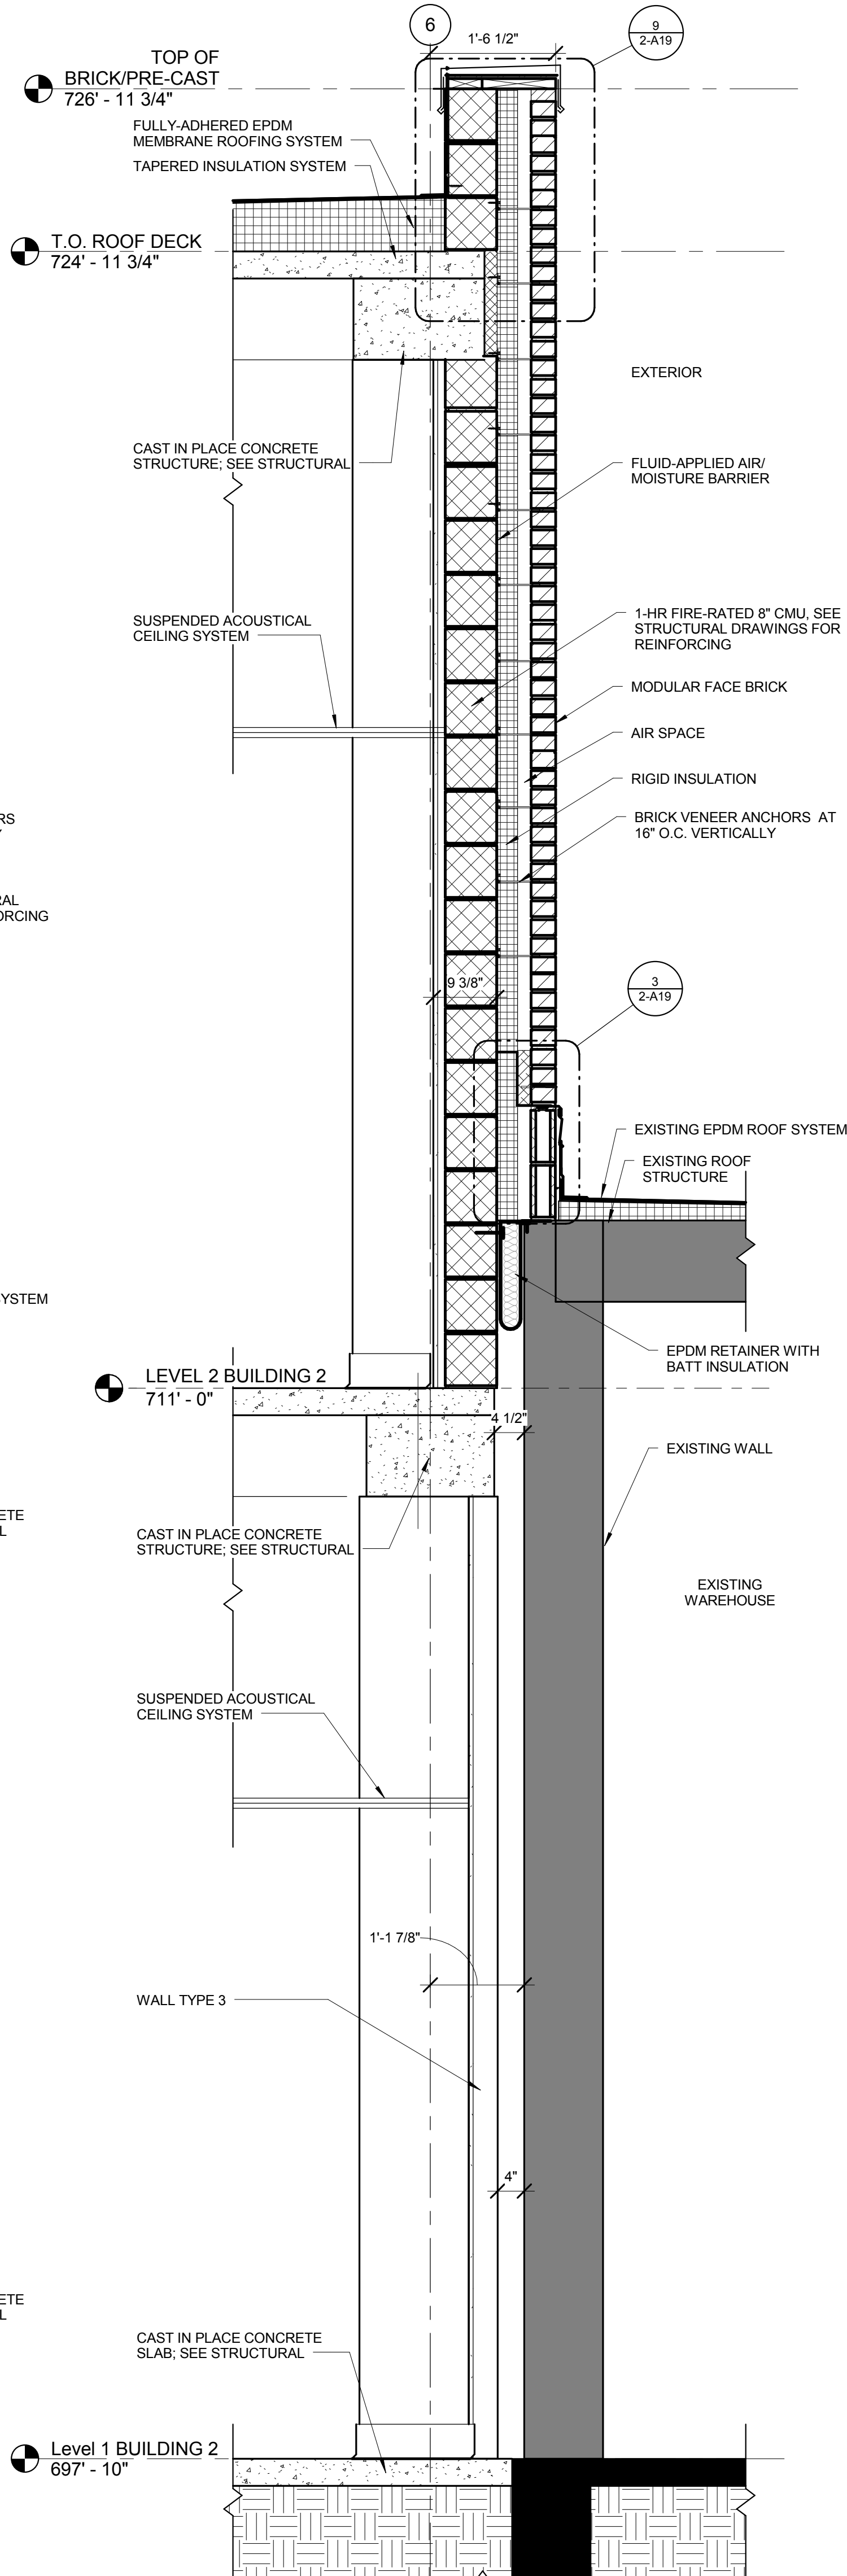 6
1'-6 1/2"
9
2-A19
TOP OF
BRICK/PRE-CAST
726' - 11 3/4"
FULLY-ADHERED EPDM
MEMBRANE ROOFING SYSTEM
TAPERED INSULATION SYSTEM
T.O. ROOF DECK
724' - 11 3/4"
EXTERIOR
CAST IN PLACE CONCRETE
STRUCTURE; SEE STRUCTURAL
FLUID-APPLIED AIR/
MOISTURE BARRIER
SUSPENDED ACOUSTICAL
CEILING SYSTEM
1-HR FIRE-RATED 8" CMU, SEE
STRUCTURAL DRAWINGS FOR
REINFORCING
MODULAR FACE BRICK
AIR SPACE
RIGID INSULATION
BRICK VENEER ANCHORS AT
16" O.C. VERTICALLY
RS
RAL
ORCING
9 3/8"
3
2-A19
EXISTING EPDM ROOF SYSTEM
EXISTING ROOF
STRUCTURE
SYSTEM
EPDM RETAINER WITH
BATT INSULATION
LEVEL 2 BUILDING 2
711' - 0"
4 1/2"
EXISTING WALL
ETE
L
CAST IN PLACE CONCRETE
STRUCTURE; SEE STRUCTURAL
EXISTING
WAREHOUSE
SUSPENDED ACOUSTICAL
CEILING SYSTEM
1'-1 7/8"
WALL TYPE 3
4"
ETE
L
CAST IN PLACE CONCRETE
SLAB; SEE STRUCTURAL
Level 1 BUILDING 2
697' - 10"